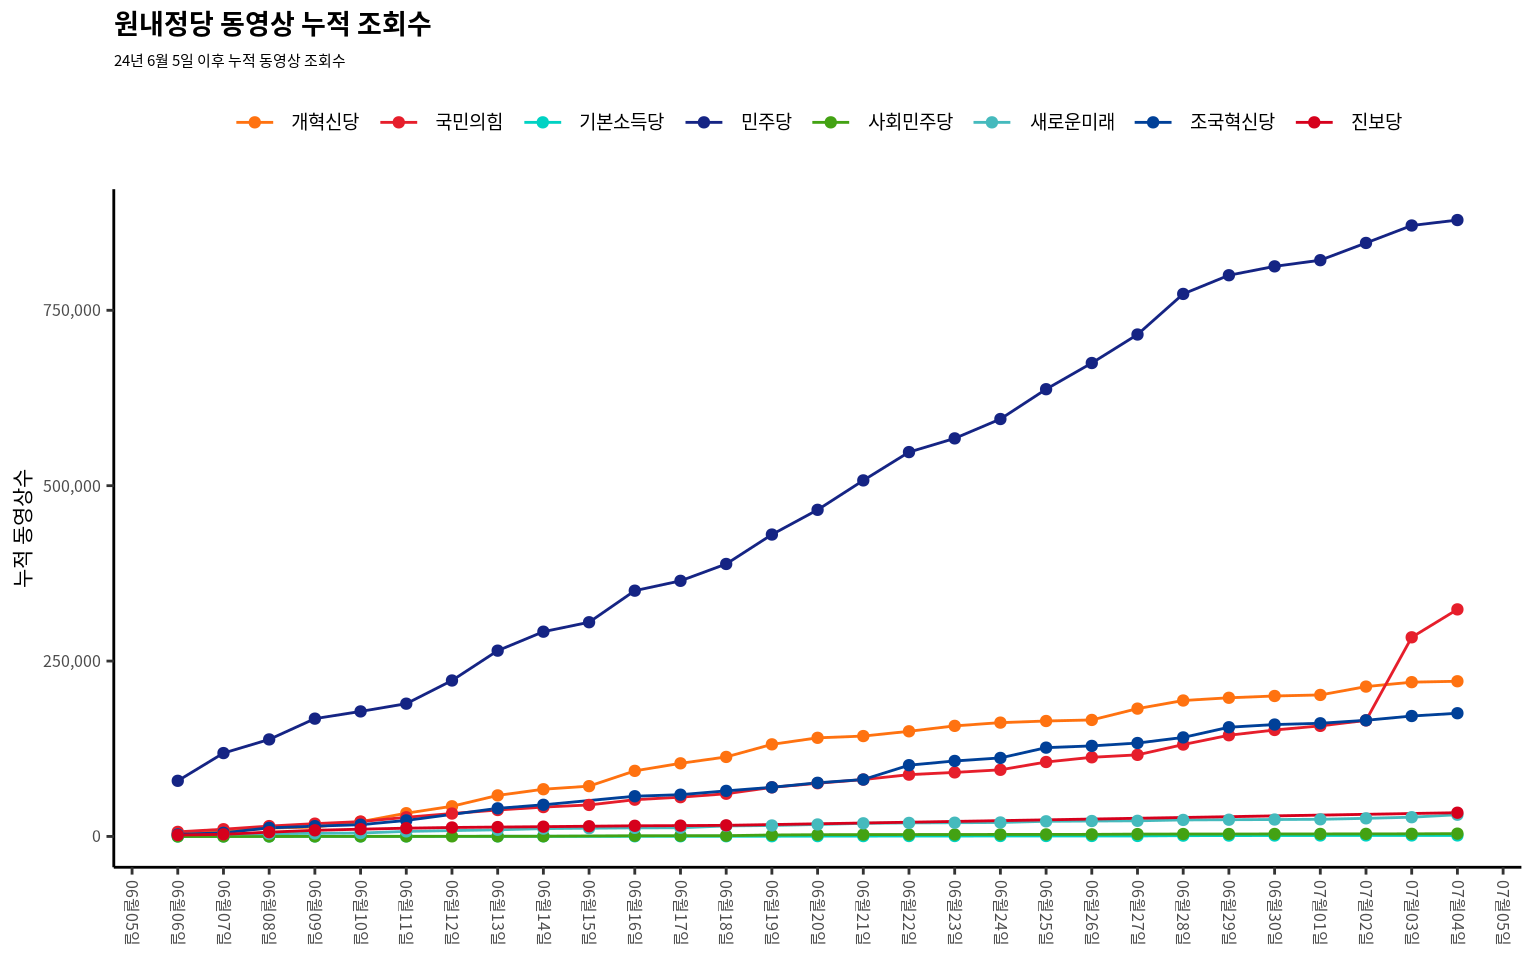 원내정당 동영상 누적 조회수
24년 6월 5일 이후 누적 동영상 조회수
개혁신당 국민의힘 기본소득당 민주당 사회민주당 새로운미래 조국혁신당 진보당
누적 동영상수
750,000
500,000
250,000
0
06월05일 06월06일 06월07일 06월08일 06월09일 06월10일 06월11일 06월12일 06월13일 06월14일 06월15일 06월16일 06월17일 06월18일 06월19일 06월20일 06월21일 06월22일 06월23일 06월24일 06월25일 06월26일 06월27일 06월28일 06월29일 06월30일 07월01일 07월02일 07월03일 07월04일 07월05일